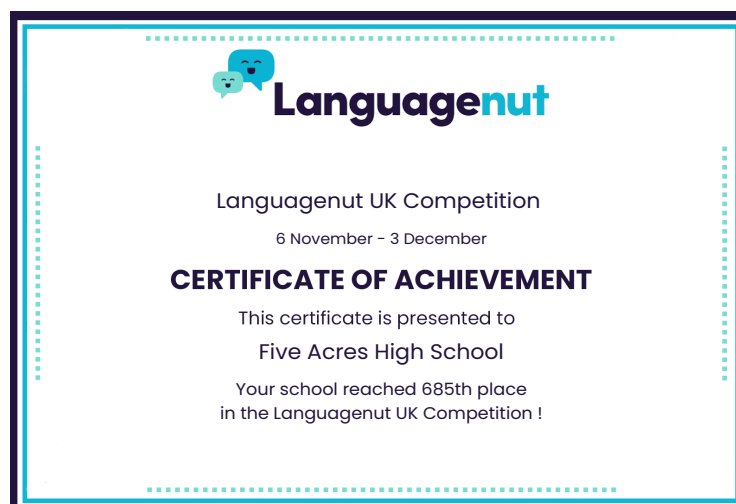 Languagenut
Languagenut UK Competition
6 November - 3 December
CERTIFICATE OF ACHIEVEMENT
This certificate is presented to
Five Acres High School
Your school reached 685th place
in the Languagenut UK Competition !